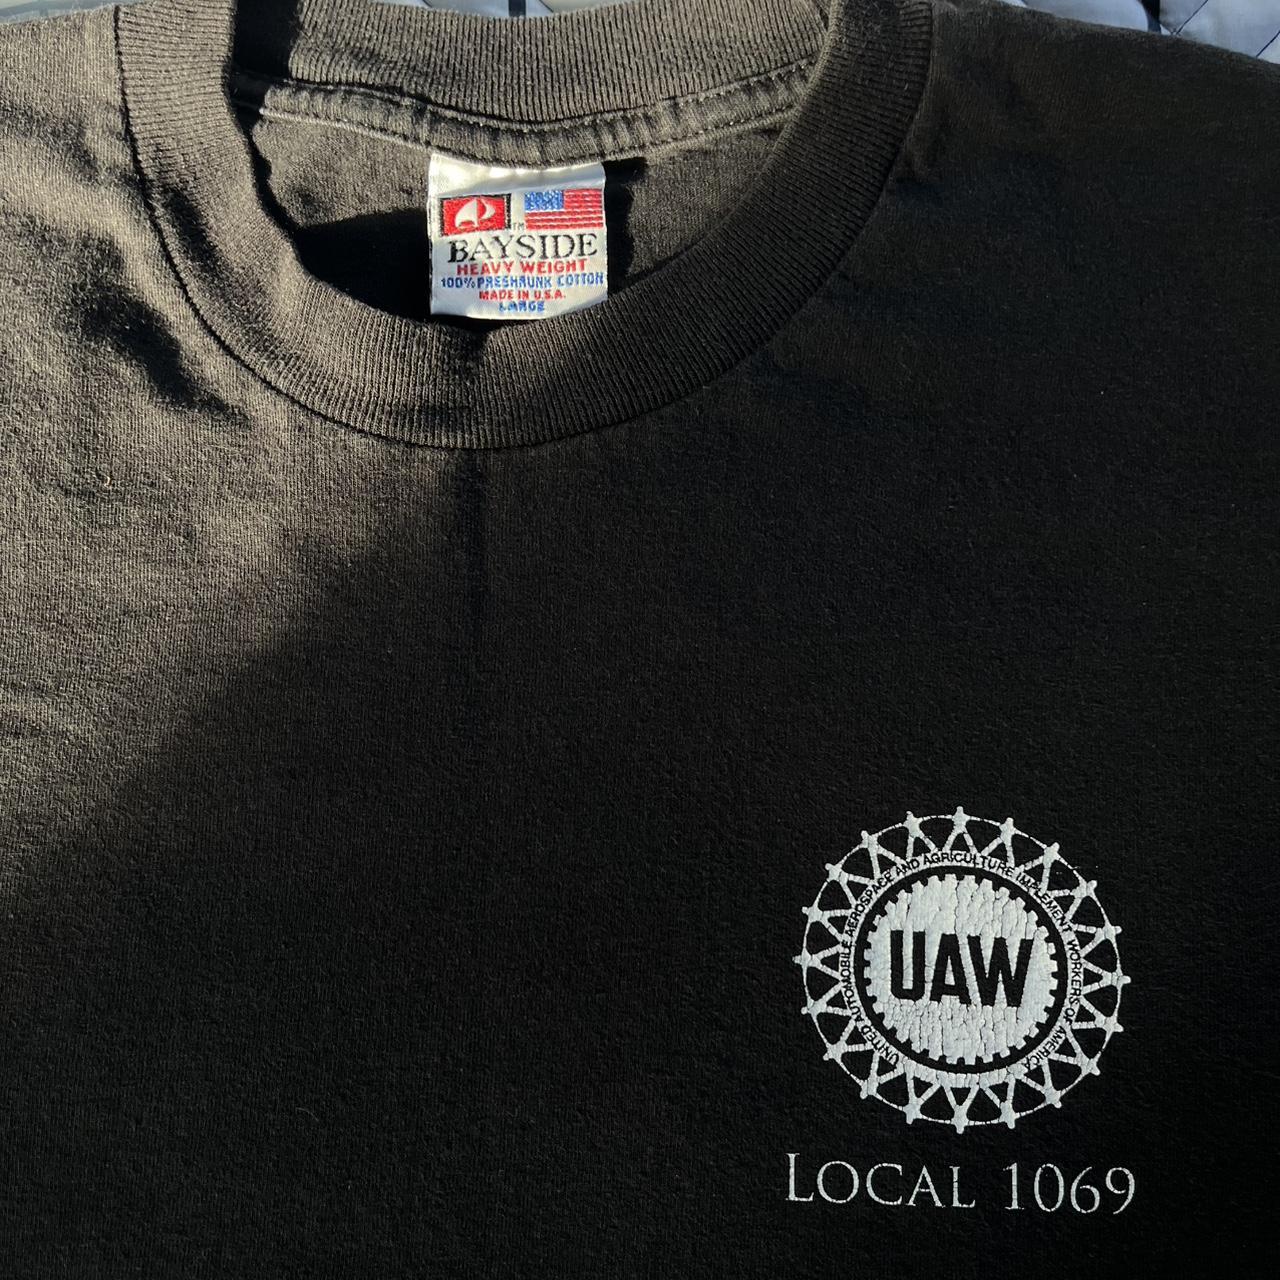 BAYSIDE
HEAVY WEIGHT
100% PRESHRUNK COTTON
MADE IN U.S.A.
LARGE
UNITED AUTOMOBILE AEROSPACE AND AGRICULTURE IMPLEMENT WORKERS OF AMERICA
UAW
LOCAL 1069